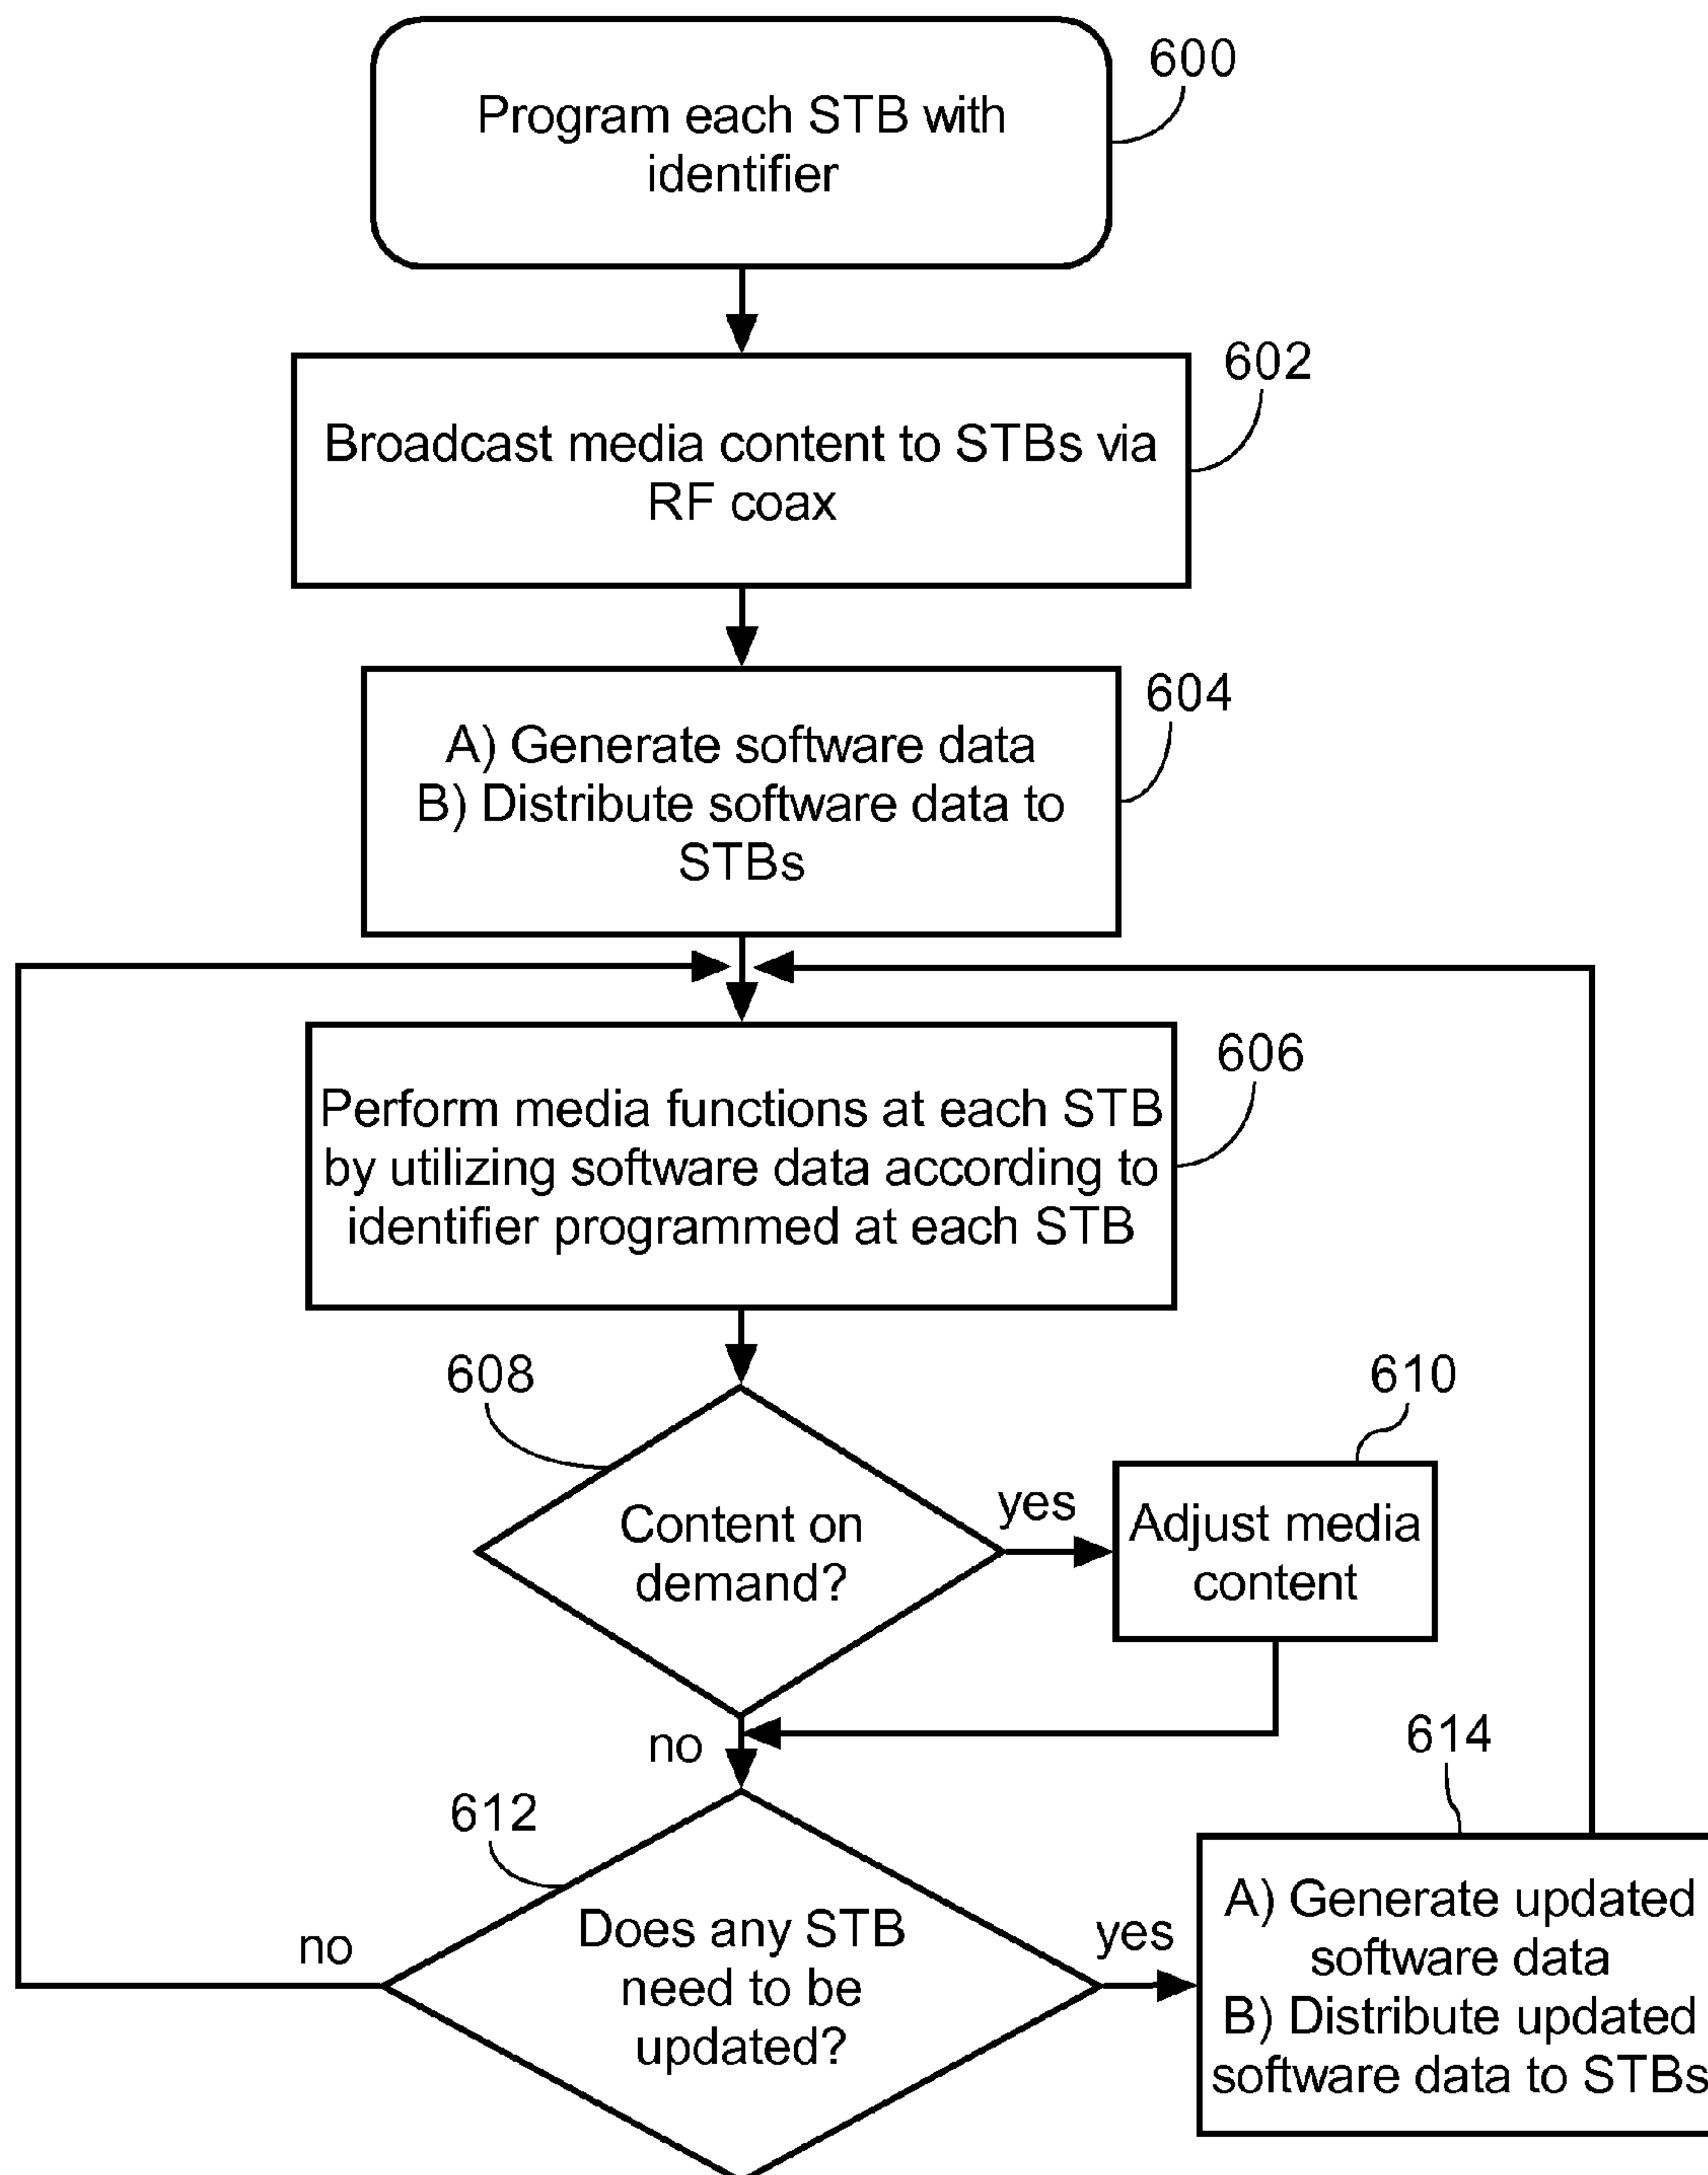 600
Program each STB with
identifier
602
Broadcast media content to STBs via
RF coax
604
A) Generate software data
B) Distribute software data to
STBs
606
Perform media functions at each STB
by utilizing software data according to
identifier programmed at each STB
608
610
Content on
demand?
yes
Adjust media
content
no
614
612
Does any STB
need to be
updated?
no
yes
A) Generate updated
software data
B) Distribute updated
software data to STBs